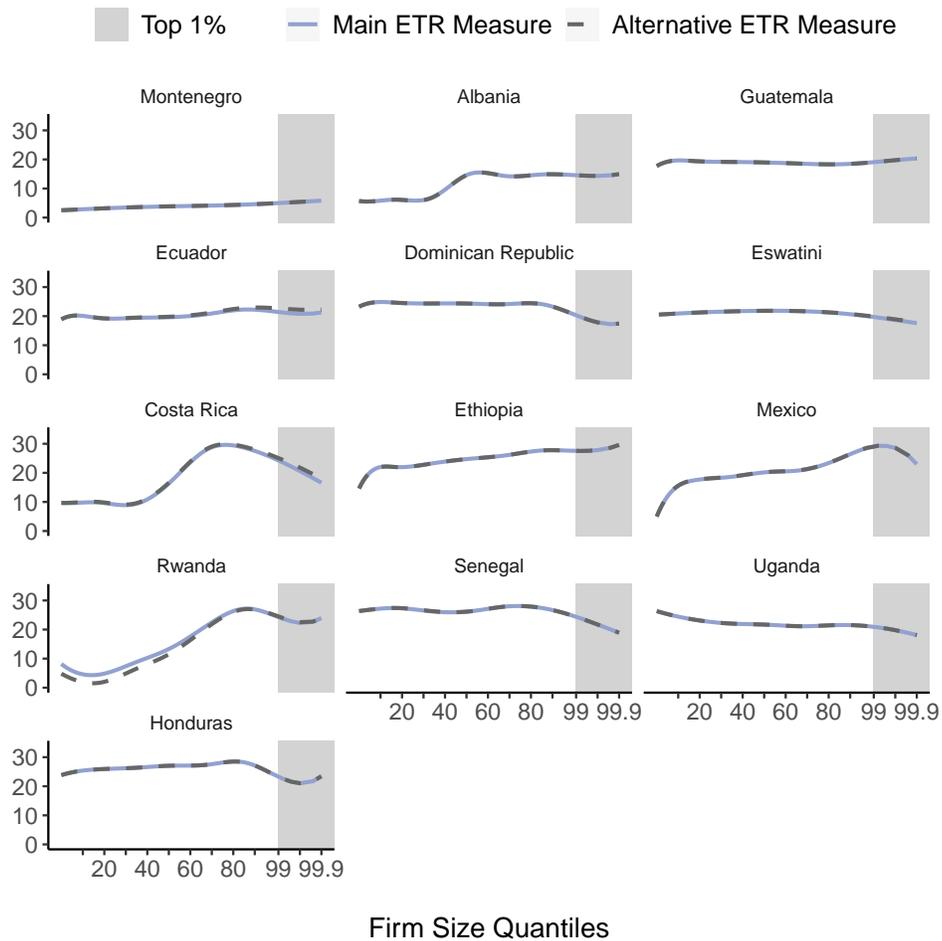 Top 1% Main ETR Measure Alternative ETR Measure
Montenegro Albania Guatemala
30
20
10
0
Ecuador Dominican Republic Eswatini
30
20
10
0
Costa Rica Ethiopia Mexico
30
20
10
0
Rwanda Senegal Uganda
30
20
10
0
20 40 60 80 99 99.9 20 40 60 80 99 99.9
Honduras
30
20
10
0
20 40 60 80 99 99.9
Firm Size Quantiles